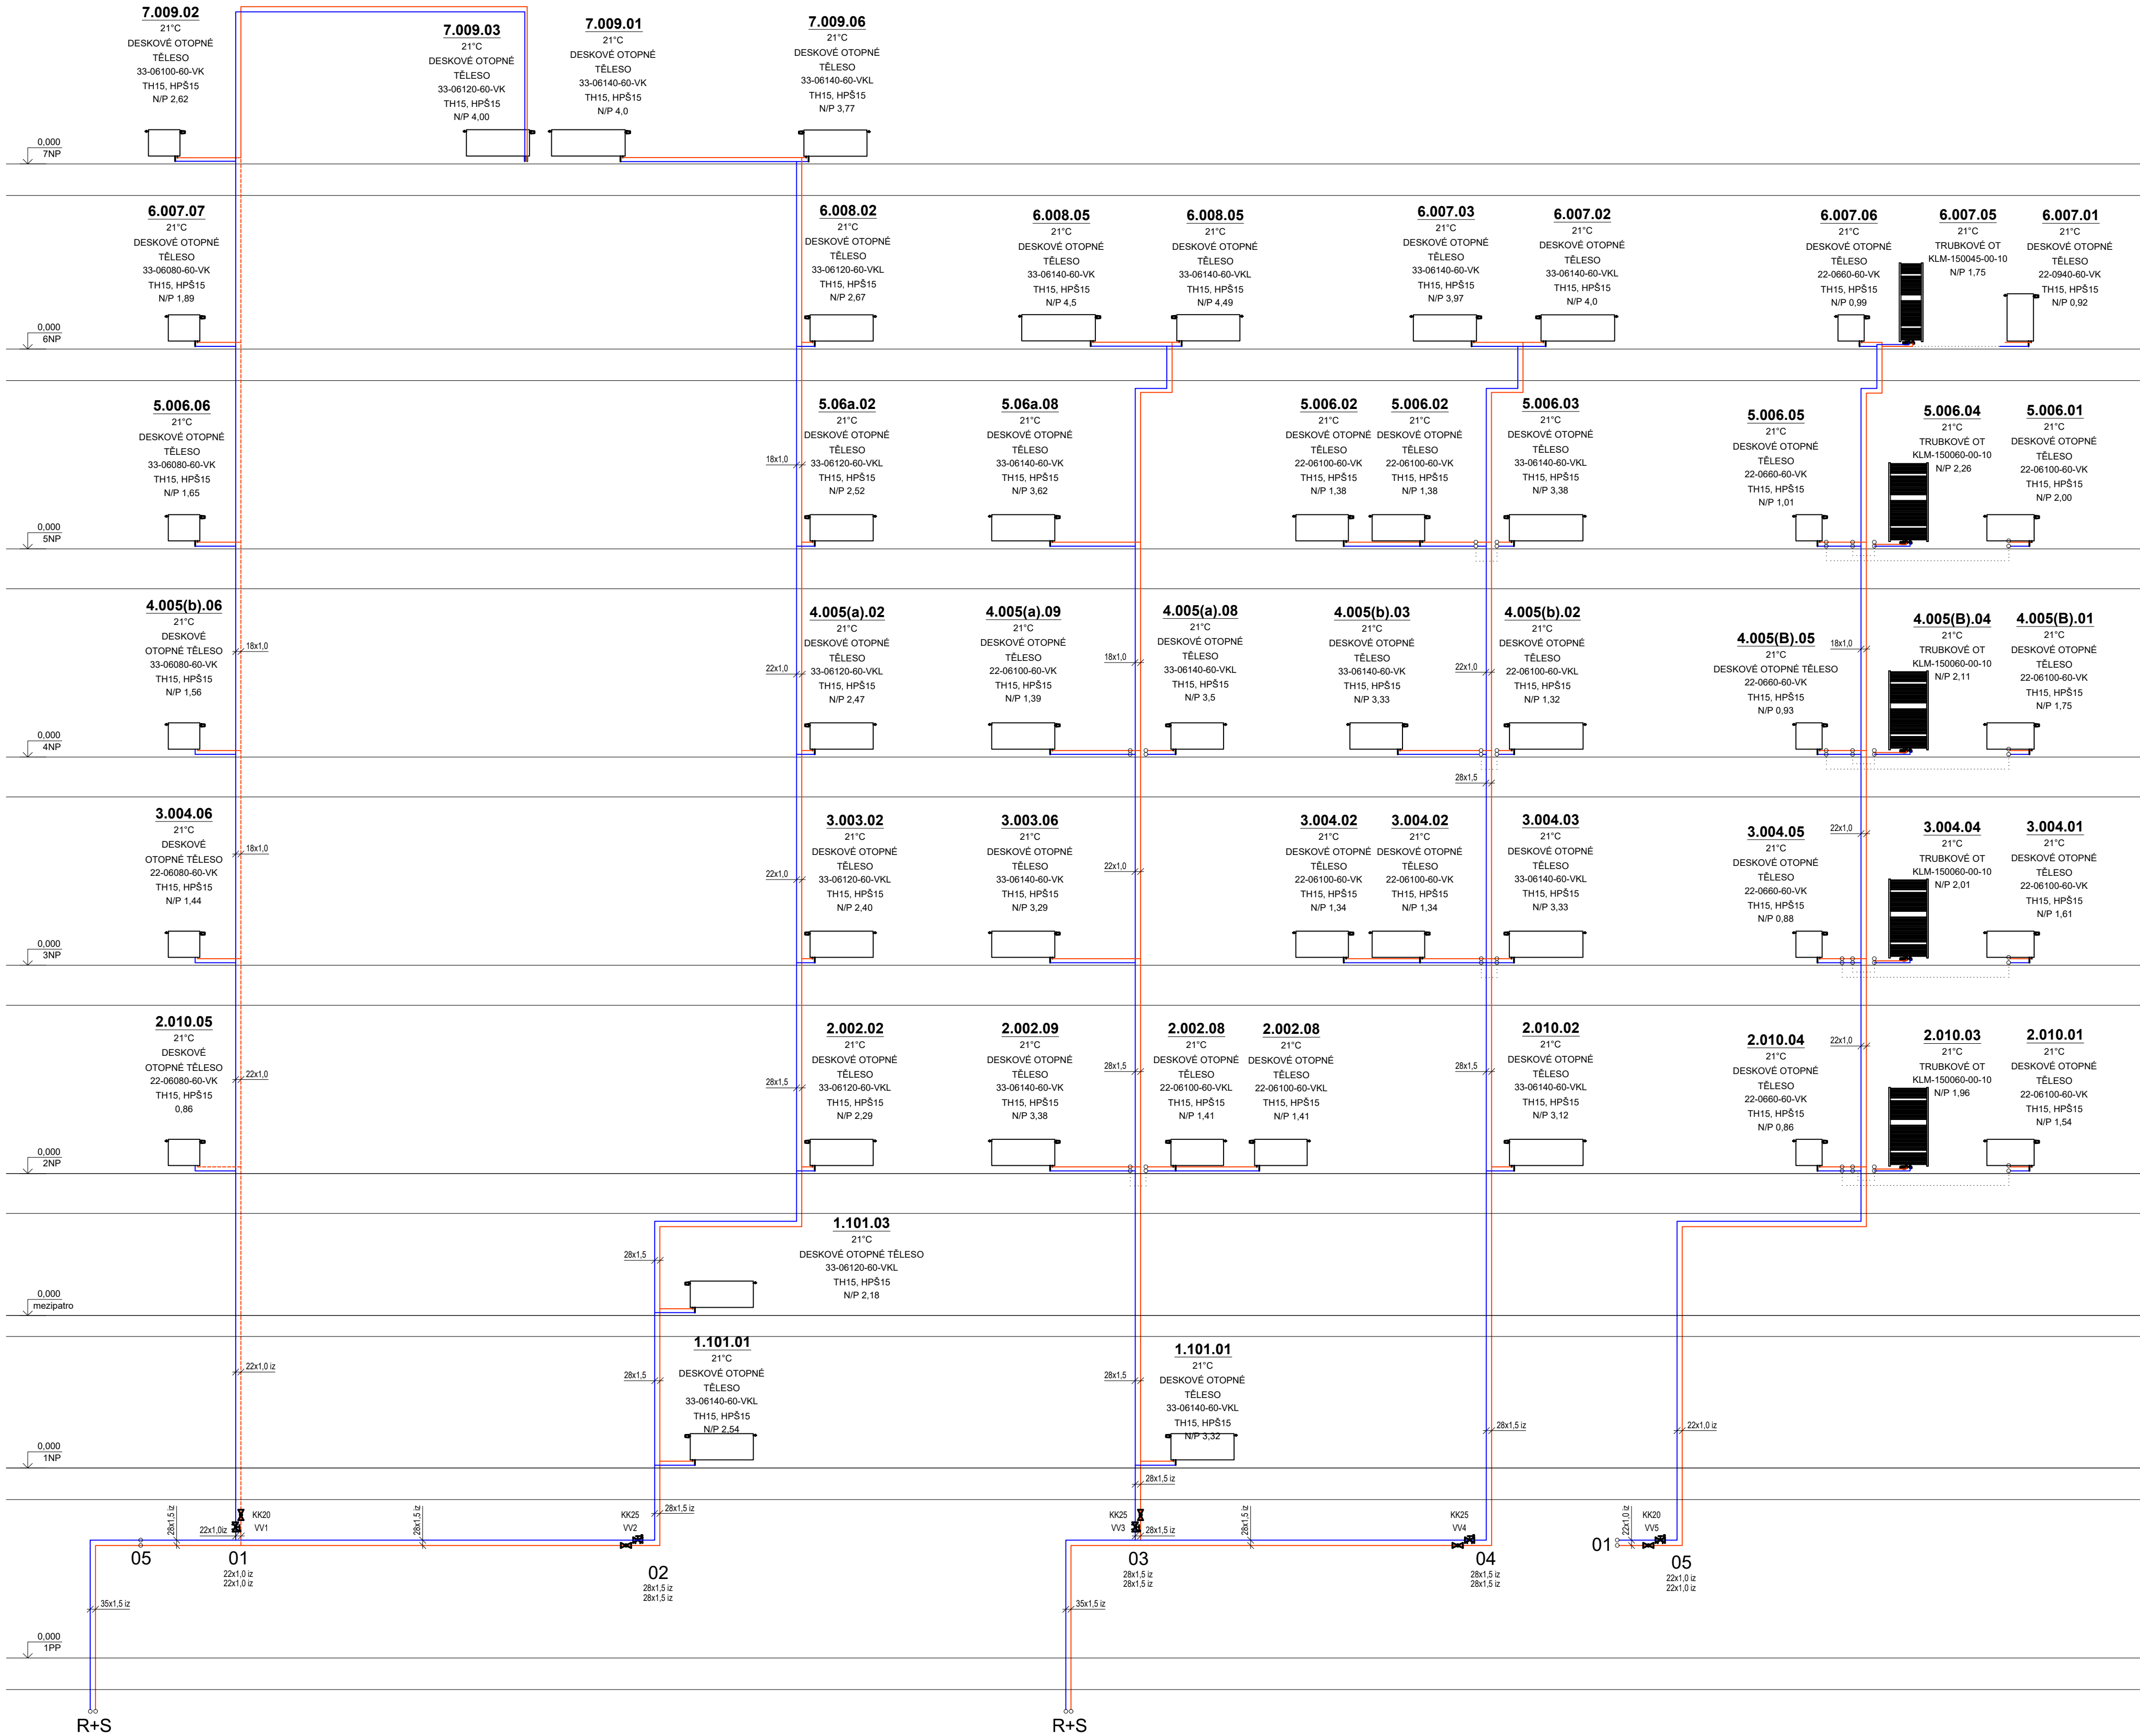 7.009.02
21°C
DESKOVÉ OTOPNÉ
TĚLESO
33-06100-60-VK
TH15, HPŠ15
N/P 2,62
7.009.03
21°C
DESKOVÉ OTOPNÉ
TĚLESO
33-06120-60-VK
TH15, HPŠ15
N/P 4,00
7.009.01
21°C
DESKOVÉ OTOPNÉ
TĚLESO
33-06140-60-VK
TH15, HPŠ15
N/P 4,0
7.009.06
21°C
DESKOVÉ OTOPNÉ
TĚLESO
33-06140-60-VKL
TH15, HPŠ15
N/P 3,77
0,000
7NP
6.007.07
21°C
DESKOVÉ OTOPNÉ
TĚLESO
33-06080-60-VK
TH15, HPŠ15
N/P 1,89
6.008.02
21°C
DESKOVÉ OTOPNÉ
TĚLESO
33-06120-60-VKL
TH15, HPŠ15
N/P 2,67
6.008.05
21°C
DESKOVÉ OTOPNÉ
TĚLESO
33-06140-60-VK
TH15, HPŠ15
N/P 4,5
6.008.05
21°C
DESKOVÉ OTOPNÉ
TĚLESO
33-06140-60-VKL
TH15, HPŠ15
N/P 4,49
6.007.03
21°C
DESKOVÉ OTOPNÉ
TĚLESO
33-06140-60-VK
TH15, HPŠ15
N/P 3,97
6.007.02
21°C
DESKOVÉ OTOPNÉ
TĚLESO
33-06140-60-VKL
TH15, HPŠ15
N/P 4,0
6.007.06
21°C
DESKOVÉ OTOPNÉ
TĚLESO
22-0660-60-VK
TH15, HPŠ15
N/P 0,99
6.007.05
21°C
TRUBKOVÉ OT
KLM-150045-00-10
N/P 1,75
6.007.01
21°C
DESKOVÉ OTOPNÉ
TĚLESO
22-0940-60-VK
TH15, HPŠ15
N/P 0,92
0,000
6NP
5.006.06
21°C
DESKOVÉ OTOPNÉ
TĚLESO
33-06080-60-VK
TH15, HPŠ15
N/P 1,65
18x1,0
5.06a.02
21°C
DESKOVÉ OTOPNÉ
TĚLESO
33-06120-60-VKL
TH15, HPŠ15
N/P 2,52
5.06a.08
21°C
DESKOVÉ OTOPNÉ
TĚLESO
33-06140-60-VK
TH15, HPŠ15
N/P 3,62
5.006.02
21°C
DESKOVÉ OTOPNÉ
TĚLESO
22-06100-60-VK
TH15, HPŠ15
N/P 1,38
5.006.02
21°C
DESKOVÉ OTOPNÉ
TĚLESO
22-06100-60-VK
TH15, HPŠ15
N/P 1,38
5.006.03
21°C
DESKOVÉ OTOPNÉ
TĚLESO
33-06140-60-VKL
TH15, HPŠ15
N/P 3,38
5.006.05
21°C
DESKOVÉ OTOPNÉ
TĚLESO
22-0660-60-VK
TH15, HPŠ15
N/P 1,01
5.006.04
21°C
TRUBKOVÉ OT
KLM-150060-00-10
N/P 2,26
5.006.01
21°C
DESKOVÉ OTOPNÉ
TĚLESO
22-06100-60-VK
TH15, HPŠ15
N/P 2,00
0,000
5NP
4.005(b).06
21°C
DESKOVÉ
OTOPNÉ TĚLESO
33-06080-60-VK
TH15, HPŠ15
N/P 1,56
18x1,0
22x1,0
4.005(a).02
21°C
DESKOVÉ OTOPNÉ
TĚLESO
33-06120-60-VKL
TH15, HPŠ15
N/P 2,47
4.005(a).09
21°C
DESKOVÉ OTOPNÉ
TĚLESO
22-06100-60-VK
TH15, HPŠ15
N/P 1,39
18x1,0
4.005(a).08
21°C
DESKOVÉ OTOPNÉ
TĚLESO
33-06140-60-VKL
TH15, HPŠ15
N/P 3,5
4.005(b).03
21°C
DESKOVÉ OTOPNÉ
TĚLESO
33-06140-60-VK
TH15, HPŠ15
N/P 3,33
22x1,0
4.005(b).02
21°C
DESKOVÉ OTOPNÉ
TĚLESO
22-06100-60-VKL
TH15, HPŠ15
N/P 1,32
4.005(B).05
21°C
DESKOVÉ OTOPNÉ TĚLESO
22-0660-60-VK
TH15, HPŠ15
N/P 0,93
18x1,0
4.005(B).04
21°C
TRUBKOVÉ OT
KLM-150060-00-10
N/P 2,11
4.005(B).01
21°C
DESKOVÉ OTOPNÉ
TĚLESO
22-06100-60-VK
TH15, HPŠ15
N/P 1,75
0,000
4NP
28x1,5
3.004.06
21°C
DESKOVÉ
OTOPNÉ TĚLESO
22-06080-60-VK
TH15, HPŠ15
N/P 1,44
18x1,0
22x1,0
3.003.02
21°C
DESKOVÉ OTOPNÉ
TĚLESO
33-06120-60-VKL
TH15, HPŠ15
N/P 2,40
3.003.06
21°C
DESKOVÉ OTOPNÉ
TĚLESO
33-06140-60-VK
TH15, HPŠ15
N/P 3,29
22x1,0
3.004.02
21°C
DESKOVÉ OTOPNÉ
TĚLESO
22-06100-60-VK
TH15, HPŠ15
N/P 1,34
3.004.02
21°C
DESKOVÉ OTOPNÉ
TĚLESO
22-06100-60-VK
TH15, HPŠ15
N/P 1,34
3.004.03
21°C
DESKOVÉ OTOPNÉ
TĚLESO
33-06140-60-VKL
TH15, HPŠ15
N/P 3,33
3.004.05
21°C
DESKOVÉ OTOPNÉ
TĚLESO
22-0660-60-VK
TH15, HPŠ15
N/P 0,88
22x1,0
3.004.04
21°C
TRUBKOVÉ OT
KLM-150060-00-10
N/P 2,01
3.004.01
21°C
DESKOVÉ OTOPNÉ
TĚLESO
22-06100-60-VK
TH15, HPŠ15
N/P 1,61
0,000
3NP
2.010.05
21°C
DESKOVÉ
OTOPNÉ TĚLESO
22-06080-60-VK
TH15, HPŠ15
0,86
22x1,0
28x1,5
2.002.02
21°C
DESKOVÉ OTOPNÉ
TĚLESO
33-06120-60-VKL
TH15, HPŠ15
N/P 2,29
2.002.09
21°C
DESKOVÉ OTOPNÉ
TĚLESO
33-06140-60-VK
TH15, HPŠ15
N/P 3,38
28x1,5
2.002.08
21°C
DESKOVÉ OTOPNÉ
TĚLESO
22-06100-60-VKL
TH15, HPŠ15
N/P 1,41
2.002.08
21°C
DESKOVÉ OTOPNÉ
TĚLESO
22-06100-60-VKL
TH15, HPŠ15
N/P 1,41
28x1,5
2.010.02
21°C
DESKOVÉ OTOPNÉ
TĚLESO
33-06140-60-VKL
TH15, HPŠ15
N/P 3,12
2.010.04
21°C
DESKOVÉ OTOPNÉ
TĚLESO
22-0660-60-VK
TH15, HPŠ15
N/P 0,86
22x1,0
2.010.03
21°C
TRUBKOVÉ OT
KLM-150060-00-10
N/P 1,96
2.010.01
21°C
DESKOVÉ OTOPNÉ
TĚLESO
22-06100-60-VK
TH15, HPŠ15
N/P 1,54
0,000
2NP
28x1,5
1.101.03
21°C
DESKOVÉ OTOPNÉ TĚLESO
33-06120-60-VKL
TH15, HPŠ15
N/P 2,18
0,000
mezipatro
22x1,0 iz
28x1,5
1.101.01
21°C
DESKOVÉ OTOPNÉ
TĚLESO
33-06140-60-VKL
TH15, HPŠ15
N/P 2,54
28x1,5
1.101.01
21°C
DESKOVÉ OTOPNÉ
TĚLESO
33-06140-60-VKL
TH15, HPŠ15
N/P 3,32
28x1,5 iz
22x1,0 iz
0,000
1NP
28x1,5 iz
28x1,5 iz
22x1,0iz
KK20
VV1
28x1,5 iz
KK25
VV2
28x1,5 iz
KK25
VV3
28x1,5 iz
28x1,5 iz
KK25
VV4
22x1,0 iz
KK20
VV5
05
01
22x1,0 iz
22x1,0 iz
02
28x1,5 iz
28x1,5 iz
03
28x1,5 iz
28x1,5 iz
04
28x1,5 iz
28x1,5 iz
01
05
22x1,0 iz
22x1,0 iz
35x1,5 iz
35x1,5 iz
0,000
1PP
R+S
R+S